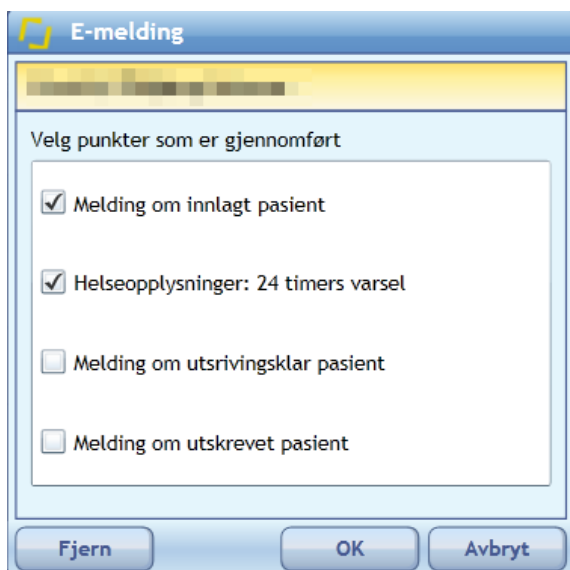 E-melding
Velg punkter som er gjennomført
Melding om innlagt pasient
Helseopplysninger: 24 timers varsel
Melding om utsrivingsklar pasient
Melding om utskrevet pasient
Fjern
OK
Avbryt